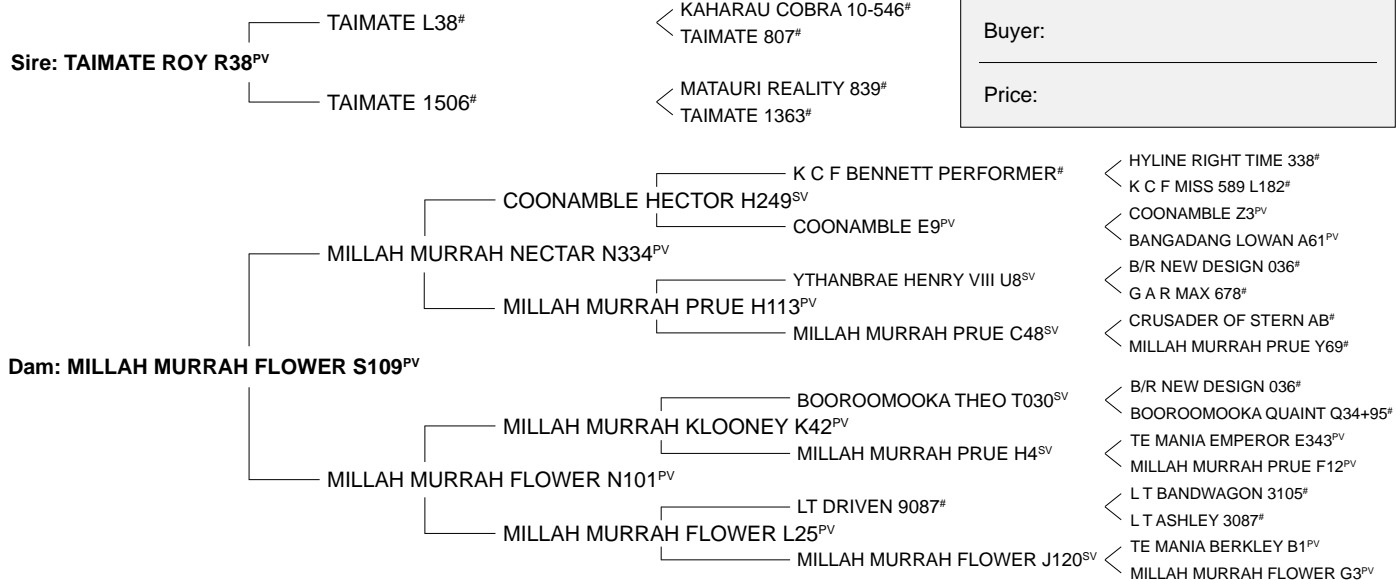 KAHARAU COBRA 10-546#
TAIMATE L38#
TAIMATE 807#
Buyer:
Sire: TAIMATE ROY R38PV
MATAURI REALITY 839#
TAIMATE 1506#
TAIMATE 1363#
Price:
HYLINE RIGHT TIME 338#
K C F BENNETT PERFORMER#
K C F MISS 589 L182#
COONAMBLE HECTOR H249SV
COONAMBLE Z3PV
COONAMBLE E9PV
BANGADANG LOWAN A61PV
MILLAH MURRAH NECTAR N334PV
B/R NEW DESIGN 036#
YTHANBRAE HENRY VIII U8SV
G A R MAX 678#
MILLAH MURRAH PRUE H113PV
CRUSADER OF STERN AB#
MILLAH MURRAH PRUE C48SV
MILLAH MURRAH PRUE Y69#
Dam: MILLAH MURRAH FLOWER S109PV
B/R NEW DESIGN 036#
BOOROOMOOKA THEO T030SV
BOOROOMOOKA QUAINT Q34+95#
MILLAH MURRAH KLOONEY K42PV
TE MANIA EMPEROR E343PV
MILLAH MURRAH PRUE H4SV
MILLAH MURRAH PRUE F12PV
MILLAH MURRAH FLOWER N101PV
L T BANDWAGON 3105#
LT DRIVEN 9087#
L T ASHLEY 3087#
MILLAH MURRAH FLOWER L25PV
TE MANIA BERKLEY B1PV
MILLAH MURRAH FLOWER J120SV
MILLAH MURRAH FLOWER G3PV